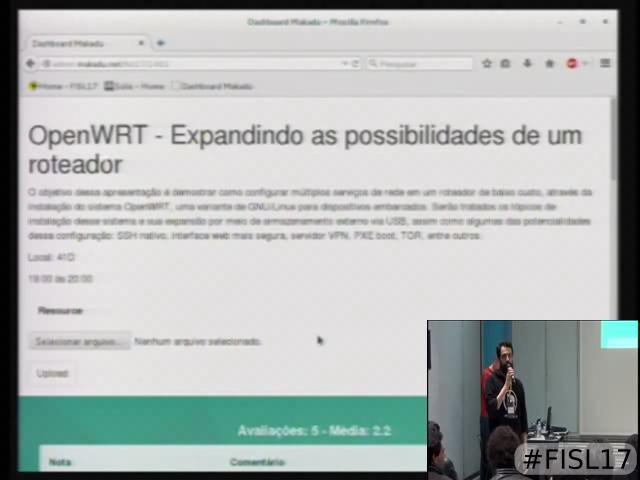 Dashboard Makadu - Mozilla Firefox
Dashboard Makadu
Pesquisar
Home - FISL17
Home
Dashboard Makadu
OpenWRT - Expandindo as possibilidades de um
roteador
O objetivo dessa apresentação é demostrar como configurar múltiplos serviços de rede em um roteador de baixo custo, através da
instalação do sistema OpenWRT, uma variante de GNU/Linux para dispositivos embarcados. Serão tratados os tópicos de
instalação desse sistema e sua expansão por meio de armazenamento externo via USB, assim como algumas das potencialidades
dessa configuração: SSH nativo, interface web mais segura, servidor VPN, PXE boot, TOR, entre outros.
Local: 41D
19:00 às 20:00
Resource
Selecionar arquivo... Nenhum arquivo selecionado.
Upload
Avaliações: 5 - Média: 2.2
Nota Comentário
#FISL17